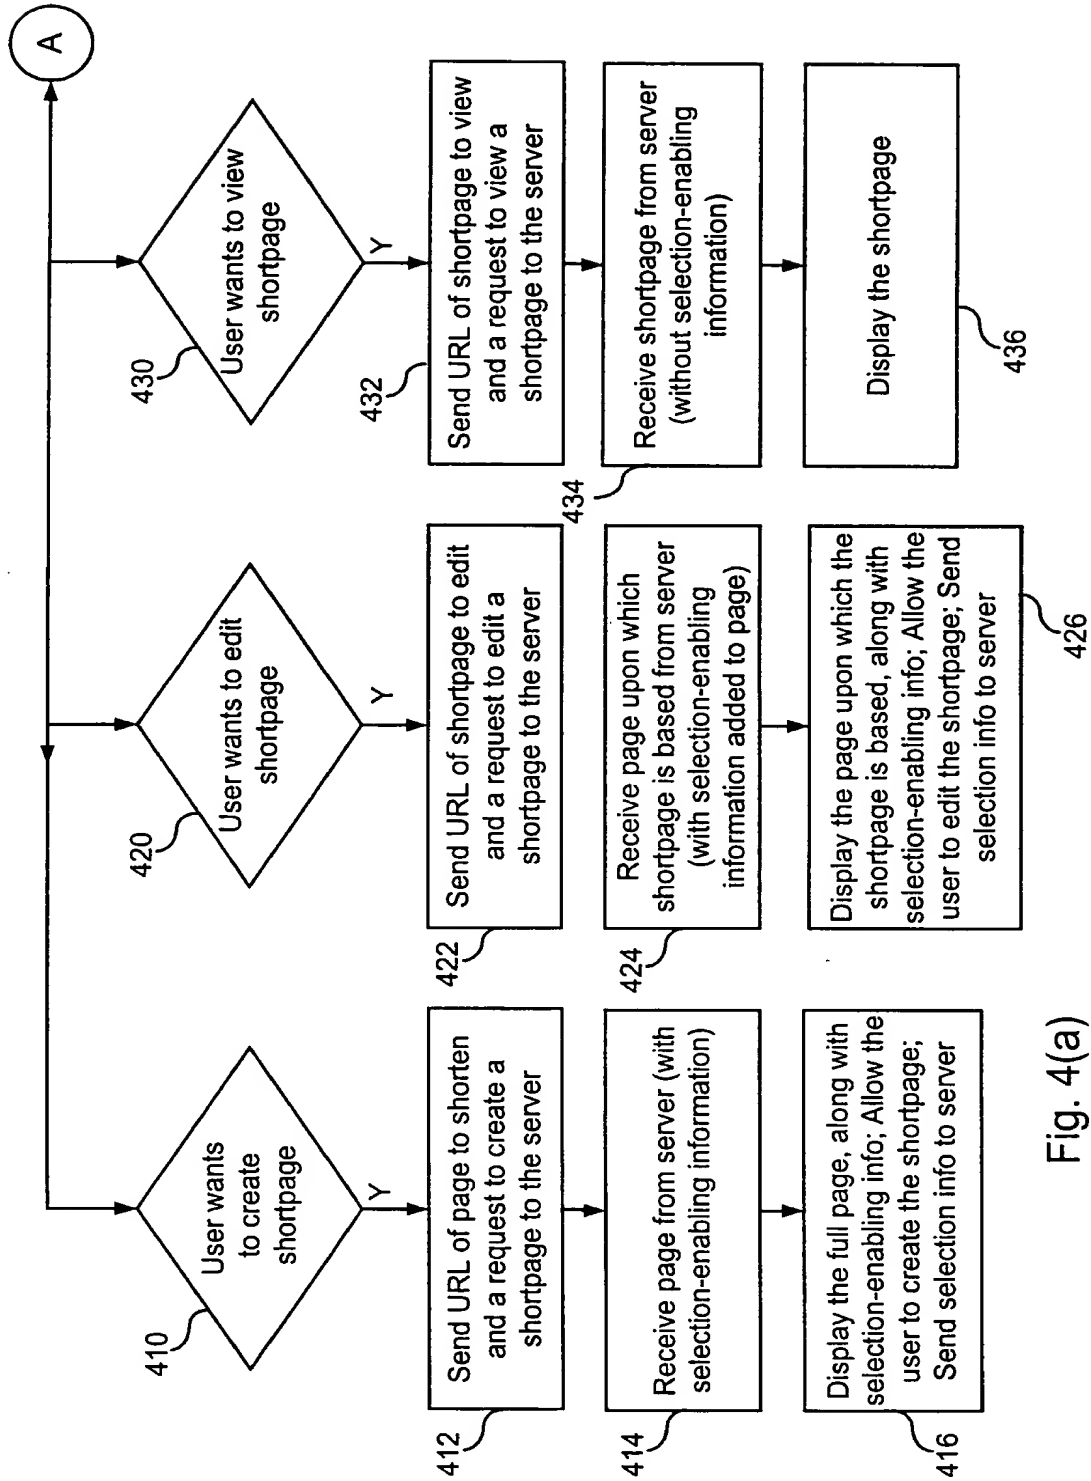 A
410
User wants
to create
shortpage
Y
412
Send URL of page to shorten
and a request to create a
shortpage to the server
414
Receive page from server (with
selection-enabling information)
416
Display the full page, along with
selection-enabling info; Allow the
user to create the shortpage;
Send selection info to server
420
User wants to edit
shortpage
Y
422
Send URL of shortpage to edit
and a request to edit a
shortpage to the server
424
Receive page upon which
shortpage is based from server
(with selection-enabling
information added to page)
426
Display the page upon which the
shortpage is based, along with
selection-enabling info; Allow the
user to edit the shortpage; Send
selection info to server
430
User wants to view
shortpage
Y
432
Send URL of shortpage to view
and a request to view a
shortpage to the server
434
Receive shortpage from server
(without selection-enabling
information)
436
Display the shortpage
Fig. 4(a)